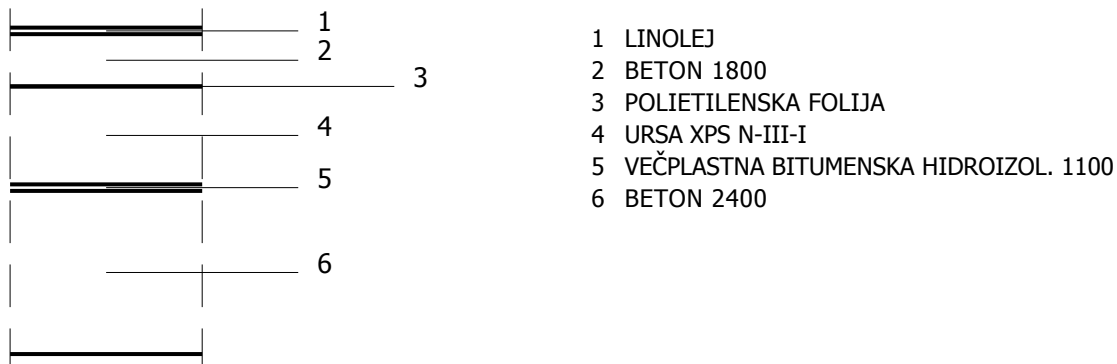 1
2
3
4
5
6
1 LINOLEJ
2 BETON 1800
3 POLIETILENSKA FOLIJA
4 URSA XPS N-III-I
5 VEČPLASTNA BITUMENSKA HIDROIZOL. 1100
6 BETON 2400